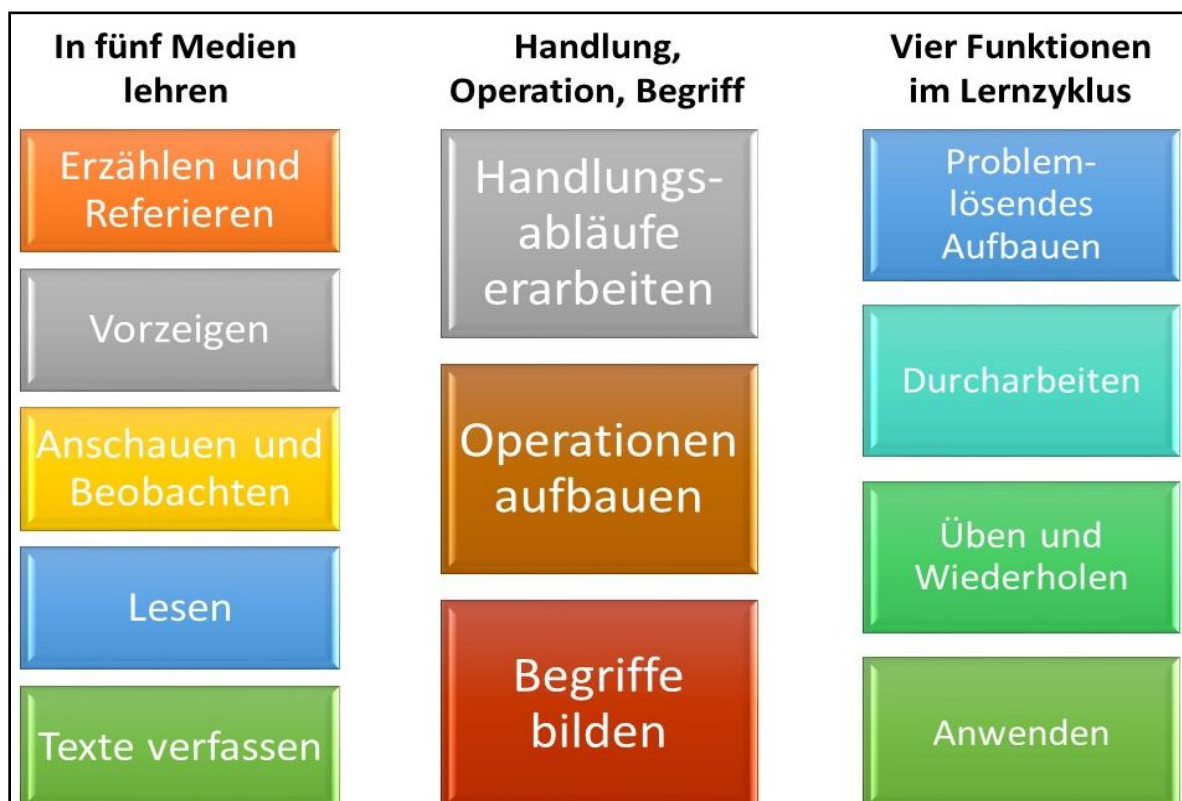 In fünf Medien
lehren
Erzählen und
Referieren
Vorzeigen
Anschauen und
Beobachten
Lesen
Texte verfassen
Handlung,
Operation, Begriff
Handlungs-
abläufe
erarbeiten
Operationen
aufbauen
Begriffe
bilden
Vier Funktionen
im Lernzyklus
Problem-
lösendes
Aufbauen
Durcharbeiten
Üben und
Wiederholen
Anwenden